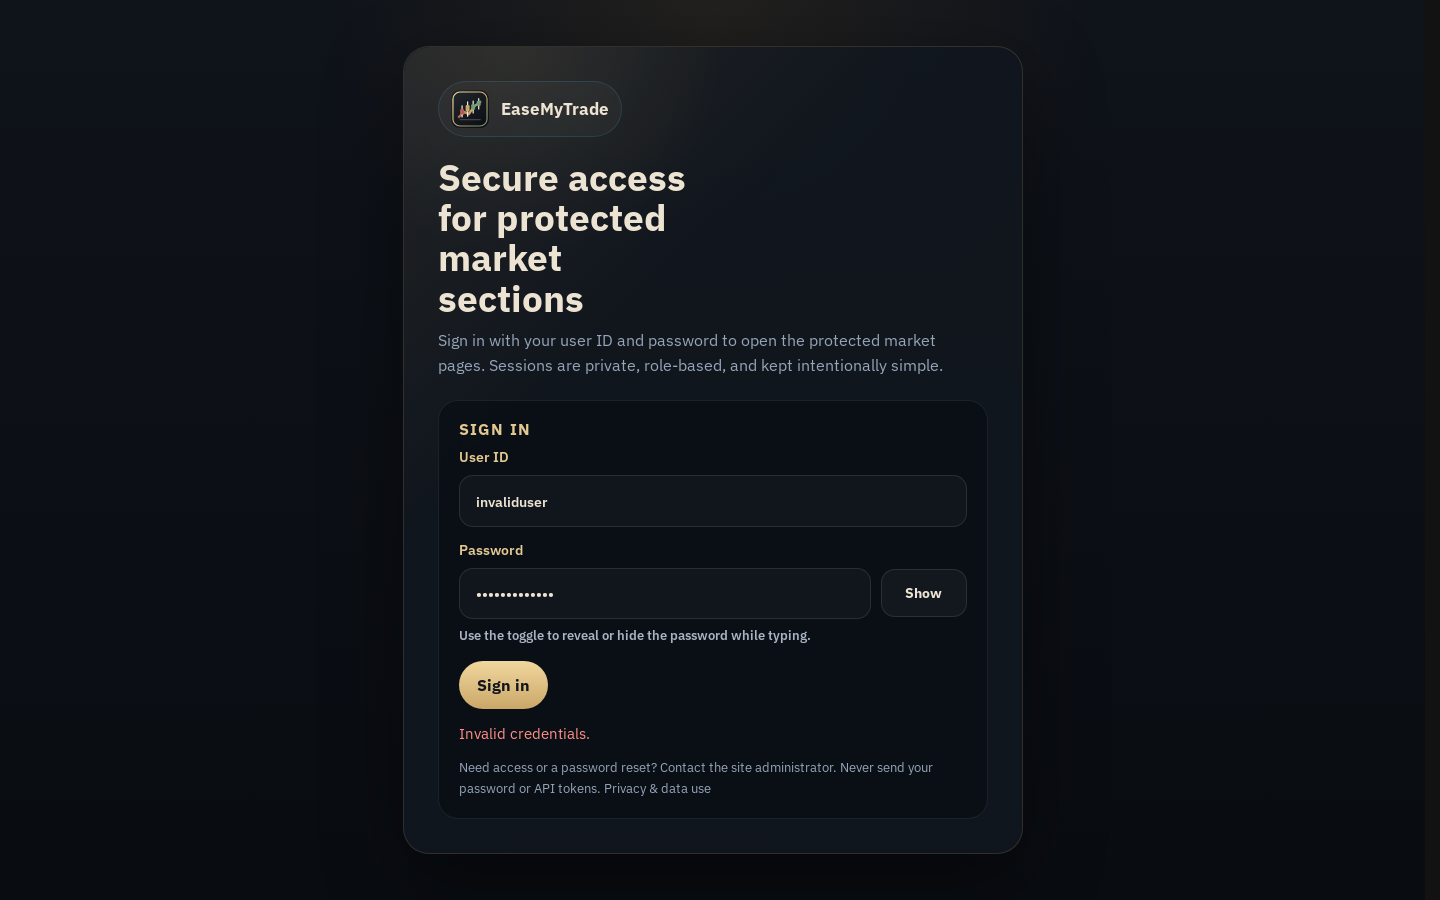 EaseMyTrade
Secure access
for protected
market
sections
Sign in with your user ID and password to open the protected market
pages. Sessions are private, role-based, and kept intentionally simple.
SIGN IN
User ID
invaliduser
Password
•••••••••••••
Show
Use the toggle to reveal or hide the password while typing.
Sign in
Invalid credentials.
Need access or a password reset? Contact the site administrator. Never send your
password or API tokens. Privacy & data use